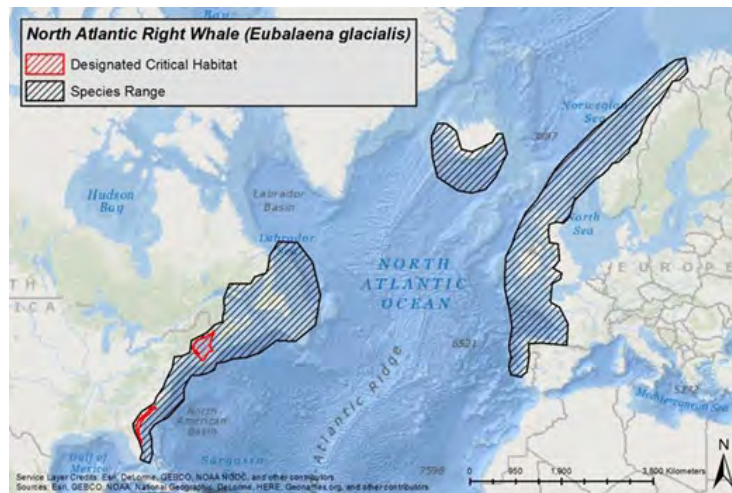 North Atlantic Right Whale (Eubalaena glacialis)
Designated Critical Habitat
Species Range
Norwegian
Sea
Hudson
Bay
Labrador
Basin
Labrador
North
Sea
NORTH
ATLANTIC
OCEAN
EUROPE
6521
Atlantic Ridge
North
American
Basin
Mediterranean Sea
Gulf of
Mexico
Sargasso
7598
N
0 950 1,900 3,800 Kilometers
Service Layer Credits: Esri, DeLorme, GEBCO, NOAA NGDC, and other contributors
Sources: Esri, GEBCO, NOAA, National Geographic, DeLorme, HERE, Geonames.org, and other contributors